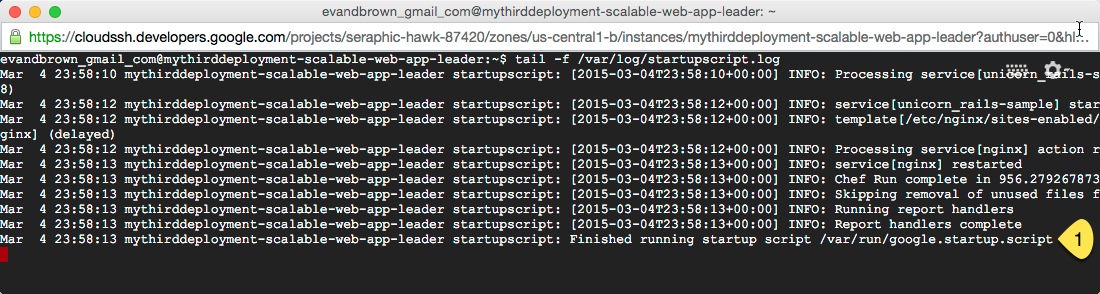 evandbrown_gmail_com@mythirddeployment-scalable-web-app-leader: ~
https://cloudssh.developers.google.com/projects/seraphic-hawk-87420/zones/us-central1-b/instances/mythirddeployment-scalable-web-app-leader?authuser=0&hl...
evandbrown_gmail_com@mythirddeployment-scalable-web-app-leader:~$ tail -f /var/log/startupscript.log
Mar  4 23:58:10 mythirddeployment-scalable-web-app-leader startupscript: [2015-03-04T23:58:10+00:00] INFO: Processing service[unicorn_rails-s
8)
Mar  4 23:58:12 mythirddeployment-scalable-web-app-leader startupscript: [2015-03-04T23:58:12+00:00] INFO: service[unicorn_rails-sample] star
Mar  4 23:58:12 mythirddeployment-scalable-web-app-leader startupscript: [2015-03-04T23:58:12+00:00] INFO: template[/etc/nginx/sites-enabled/
ginx] (delayed)
Mar  4 23:58:12 mythirddeployment-scalable-web-app-leader startupscript: [2015-03-04T23:58:12+00:00] INFO: Processing service[nginx] action r
Mar  4 23:58:13 mythirddeployment-scalable-web-app-leader startupscript: [2015-03-04T23:58:13+00:00] INFO: service[nginx] restarted
Mar  4 23:58:13 mythirddeployment-scalable-web-app-leader startupscript: [2015-03-04T23:58:13+00:00] INFO: Chef Run complete in 956.279267873
Mar  4 23:58:13 mythirddeployment-scalable-web-app-leader startupscript: [2015-03-04T23:58:13+00:00] INFO: Skipping removal of unused files f
Mar  4 23:58:13 mythirddeployment-scalable-web-app-leader startupscript: [2015-03-04T23:58:13+00:00] INFO: Running report handlers
Mar  4 23:58:13 mythirddeployment-scalable-web-app-leader startupscript: [2015-03-04T23:58:13+00:00] INFO: Report handlers complete
Mar  4 23:58:13 mythirddeployment-scalable-web-app-leader startupscript: Finished running startup script /var/run/google.startup.script
1